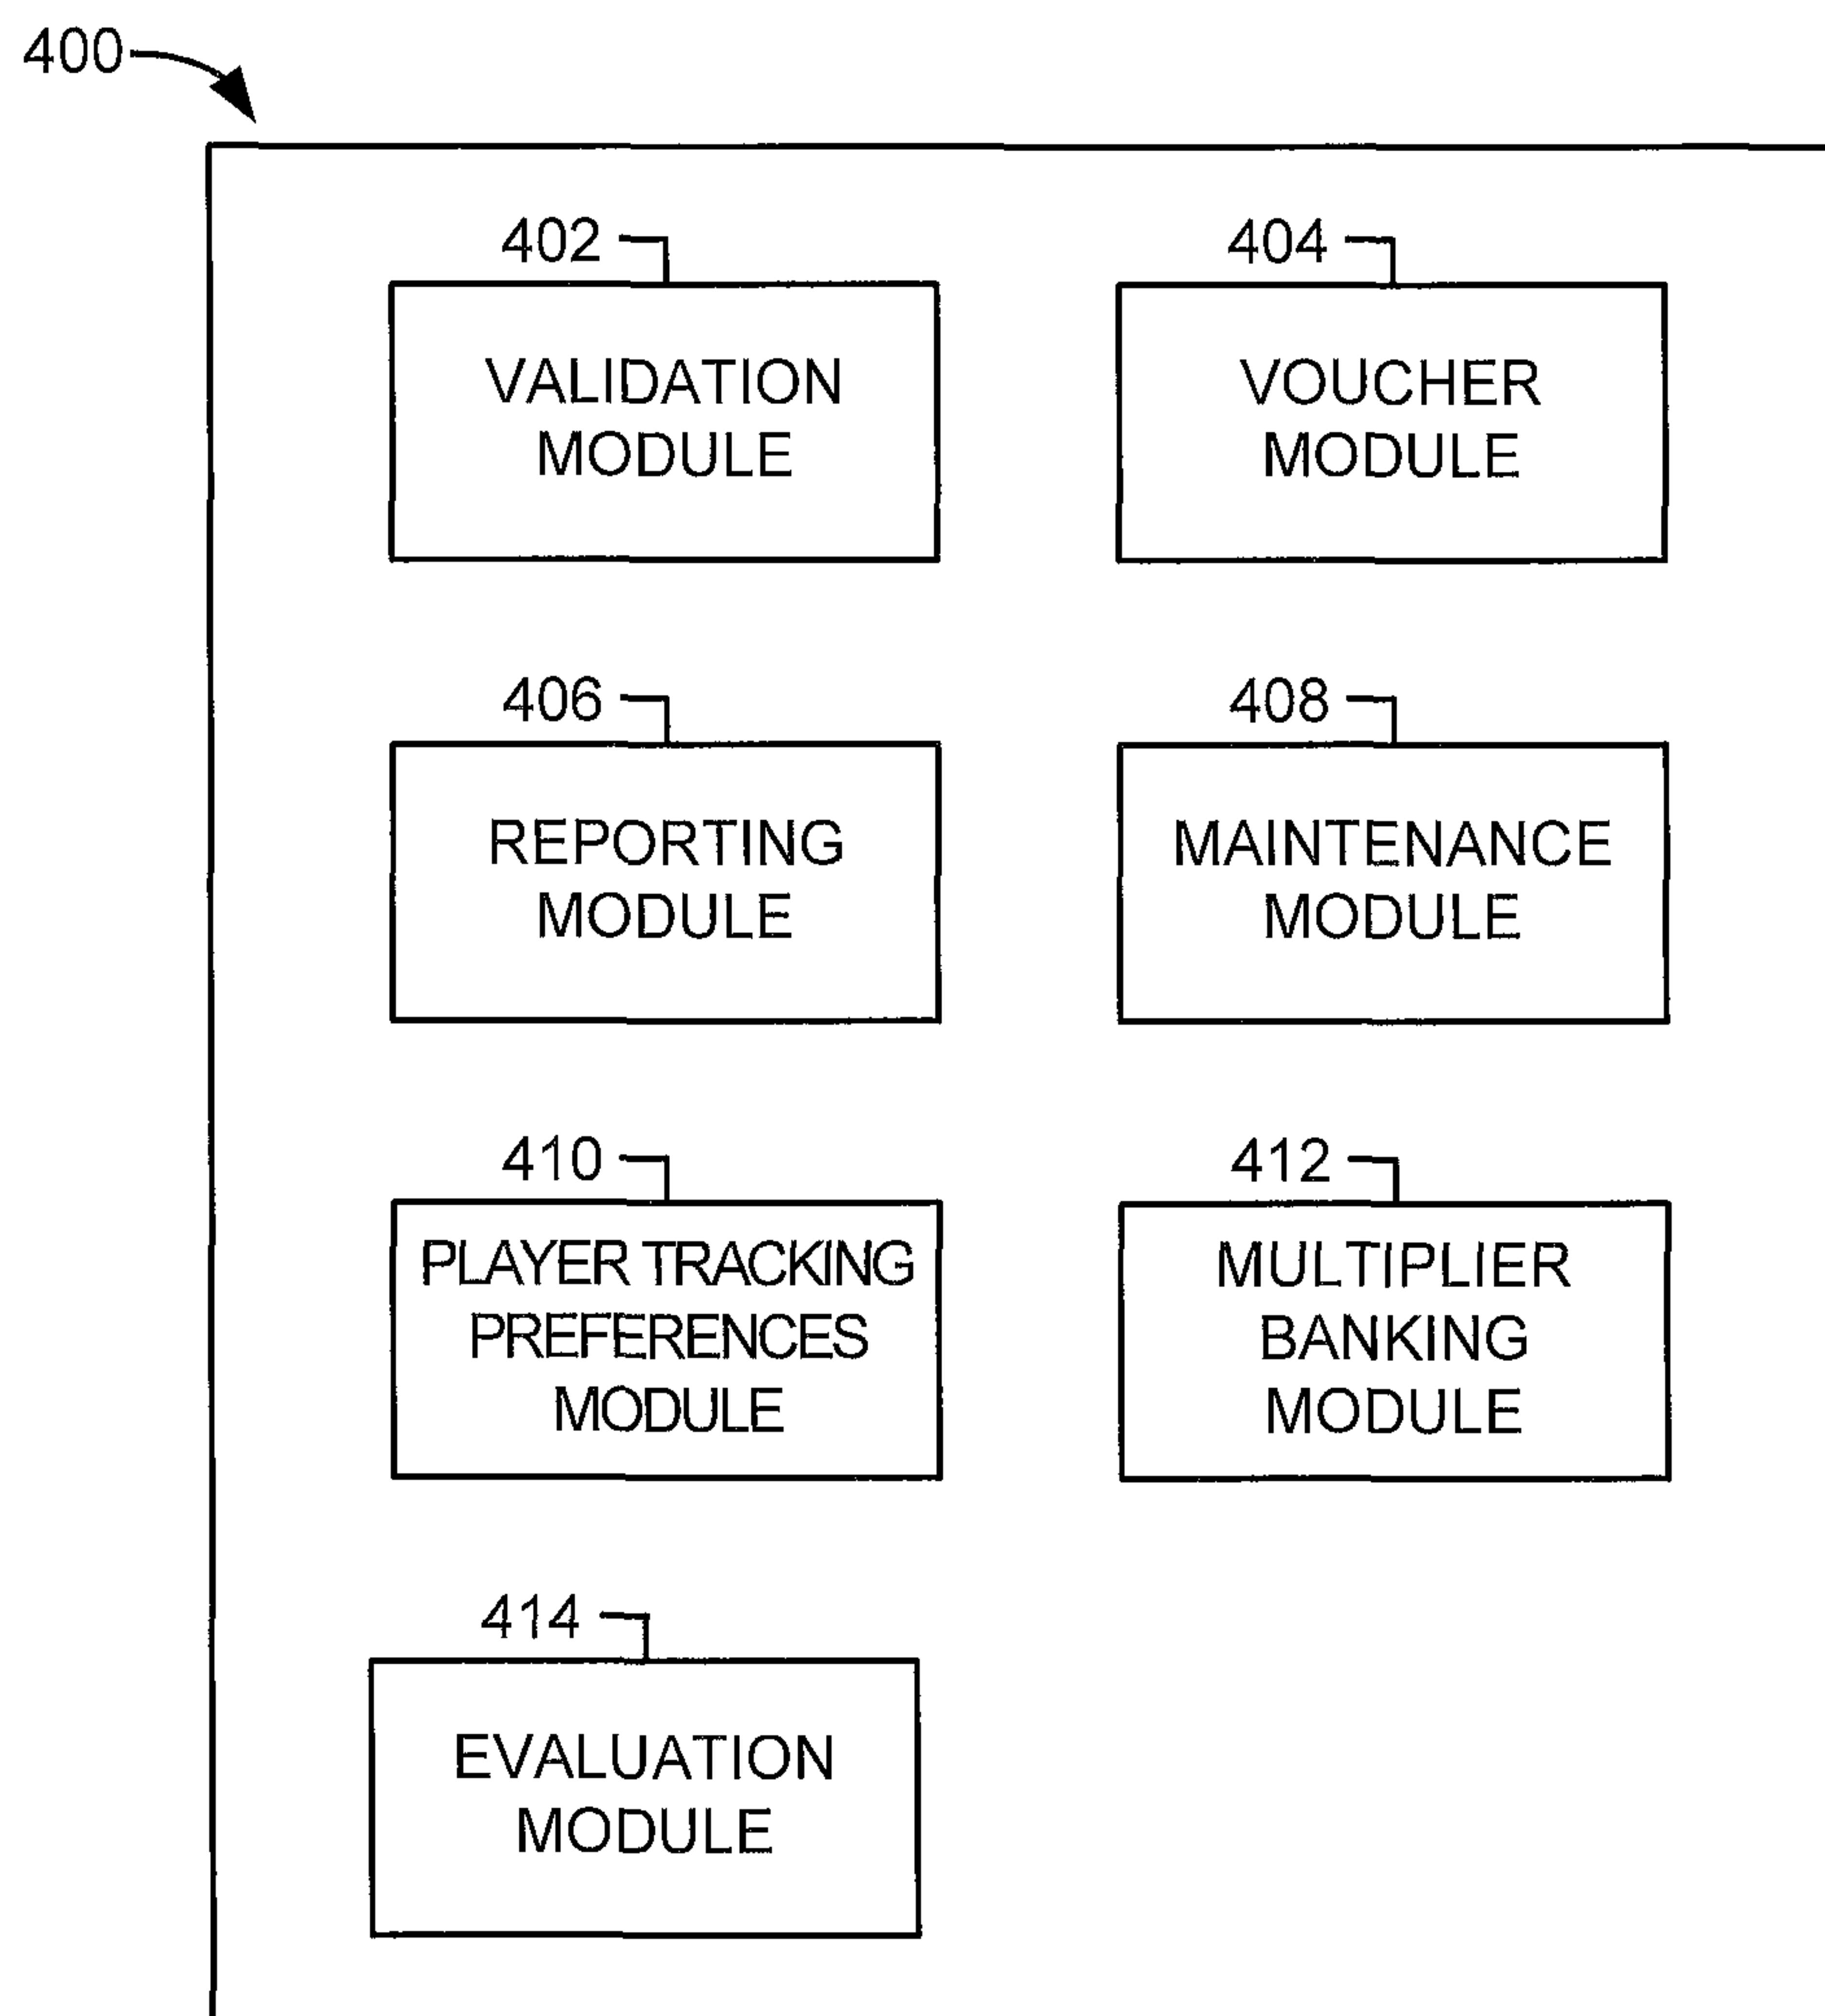 400
402
VALIDATION
MODULE
404
VOUCHER
MODULE
406
REPORTING
MODULE
408
MAINTENANCE
MODULE
410
PLAYER TRACKING
PREFERENCES
MODULE
412
MULTIPLIER
BANKING
MODULE
414
EVALUATION
MODULE